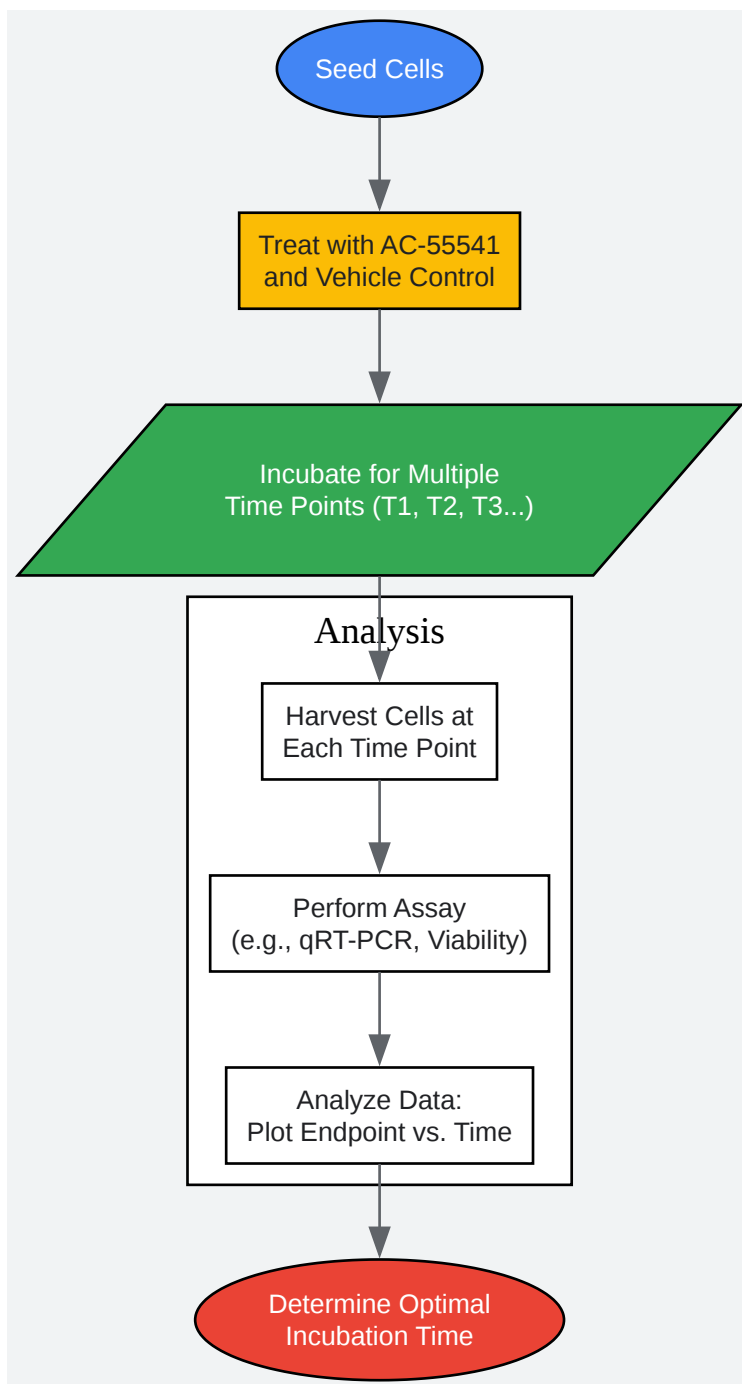 Seed Cells
Treat with AC-55541
and Vehicle Control
Incubate for Multiple
Time Points (T1, T2, T3...)
Analysis
Harvest Cells at
Each Time Point
Perform Assay
(e.g., qRT-PCR, Viability)
Analyze Data:
Plot Endpoint vs. Time
Determine Optimal
Incubation Time